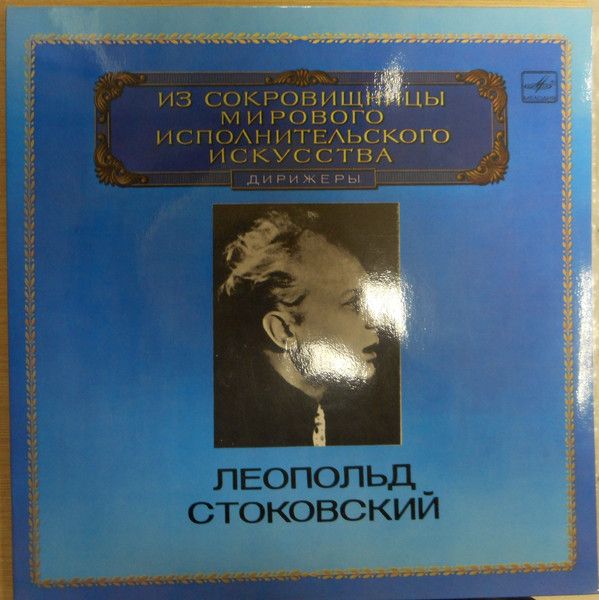 ИЗ СОКРОВИЩНИЦЫ
МИРОВОГО
ИСПОЛНИТЕЛЬСКОГО
ИСКУССТВА
ДИРИЖЕРЫ
ЛЕОПОЛЬД
СТОКОВСКИЙ